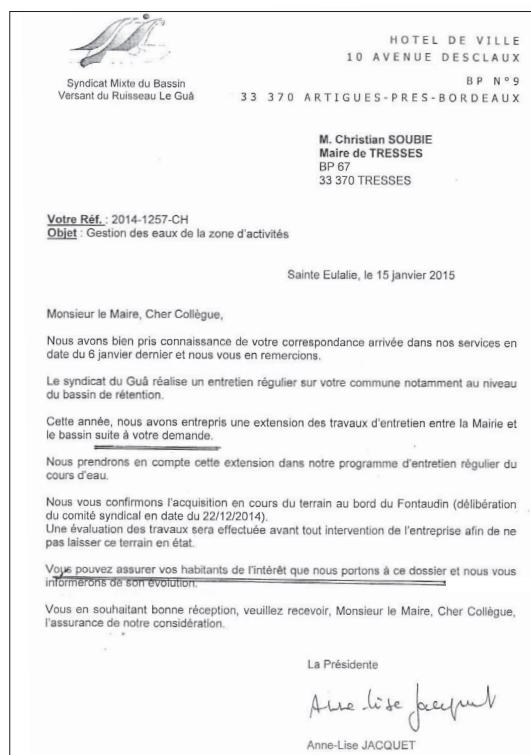 HOTEL DE VILLE
10 AVENUE DESCLAUX
BP N°9
33 370 ARTIGUES-PRES-BORDEAUX
Syndicat Mixte du Bassin
Versant du Ruisseau Le Guâ
M. Christian SOUBIE
Maire de TRESSES
BP 67
33 370 TRESSES
Votre Réf. : 2014-1257-CH
Objet : Gestion des eaux de la zone d'activités
Sainte Eulalie, le 15 janvier 2015
Monsieur le Maire, Cher Collègue,
Nous avons bien pris connaissance de votre correspondance arrivée dans nos services en
date du 6 janvier dernier et nous vous en remercions.
Le syndicat du Guâ réalise un entretien régulier sur votre commune notamment au niveau
du bassin de rétention.
Cette année, nous avons entrepris une extension des travaux d'entretien entre la Mairie et
le bassin suite à votre demande.
Nous prendrons en compte cette extension dans notre programme d'entretien régulier du
cours d'eau.
Nous vous confirmons l'acquisition en cours du terrain au bord du Fontaudin (délibération
du comité syndical en date du 22/12/2014).
Une évaluation des travaux sera effectuée avant tout intervention de l'entreprise afin de ne
pas laisser ce terrain en état.
Vous pouvez assurer vos habitants de l'intérêt que nous portons à ce dossier et nous vous
informerons de son évolution.
Vous en souhaitant bonne réception, veuillez recevoir, Monsieur le Maire, Cher Collègue,
l'assurance de notre considération.
La Présidente
Anne-Lise Jacquet
Anne-Lise JACQUET